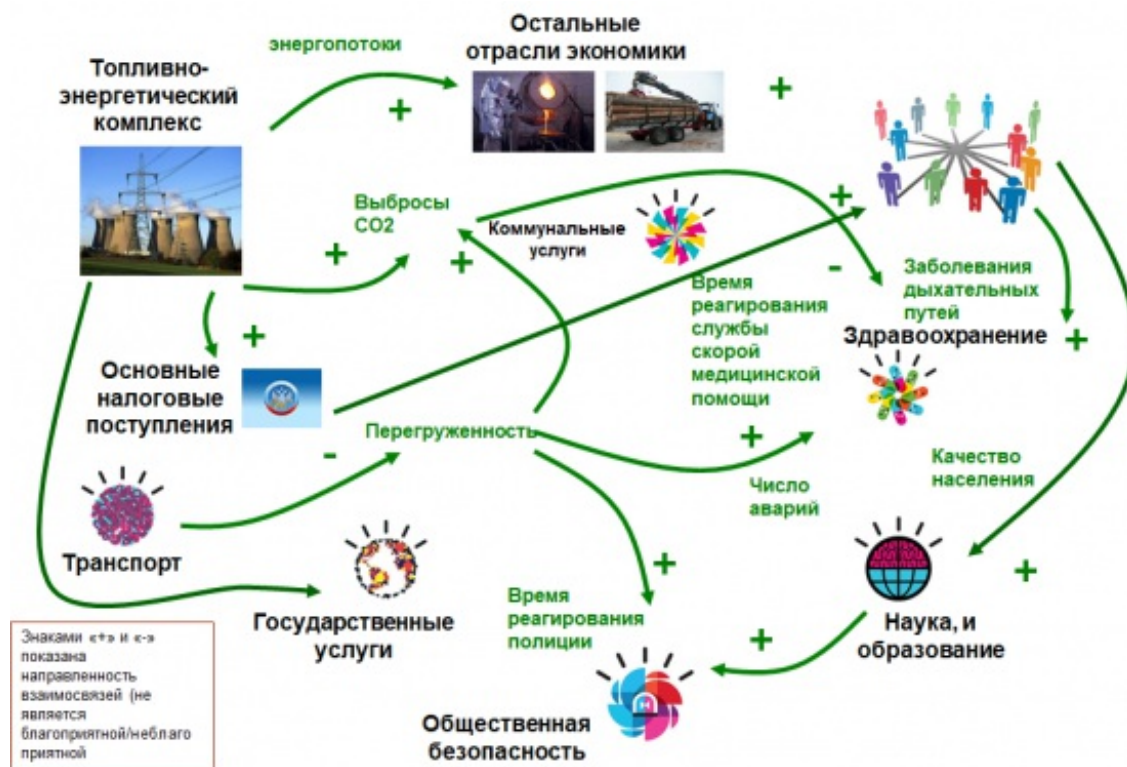 Остальные
отрасли экономики
энергопотоки
Топливно-
энергетический
комплекс
+
+
Выбросы
СО2
Коммунальные
услуги
+
+
+
-
Время
реагирования
службы
скорой
медицинской
помощи
Заболевания
дыхательных
путей
Здравоохранение
+
+
Основные
налоговые
поступления
Перегруженность
-
+
Число
аварий
Качество
населения
Транспорт
Государственные
услуги
+
Время
реагирования
полиции
+
+
Наука, и
образование
Общественная
безопасность
Знаками «+» и «-»
показана
направленность
взаимосвязей (не
является
благоприятной/неблаго
приятной